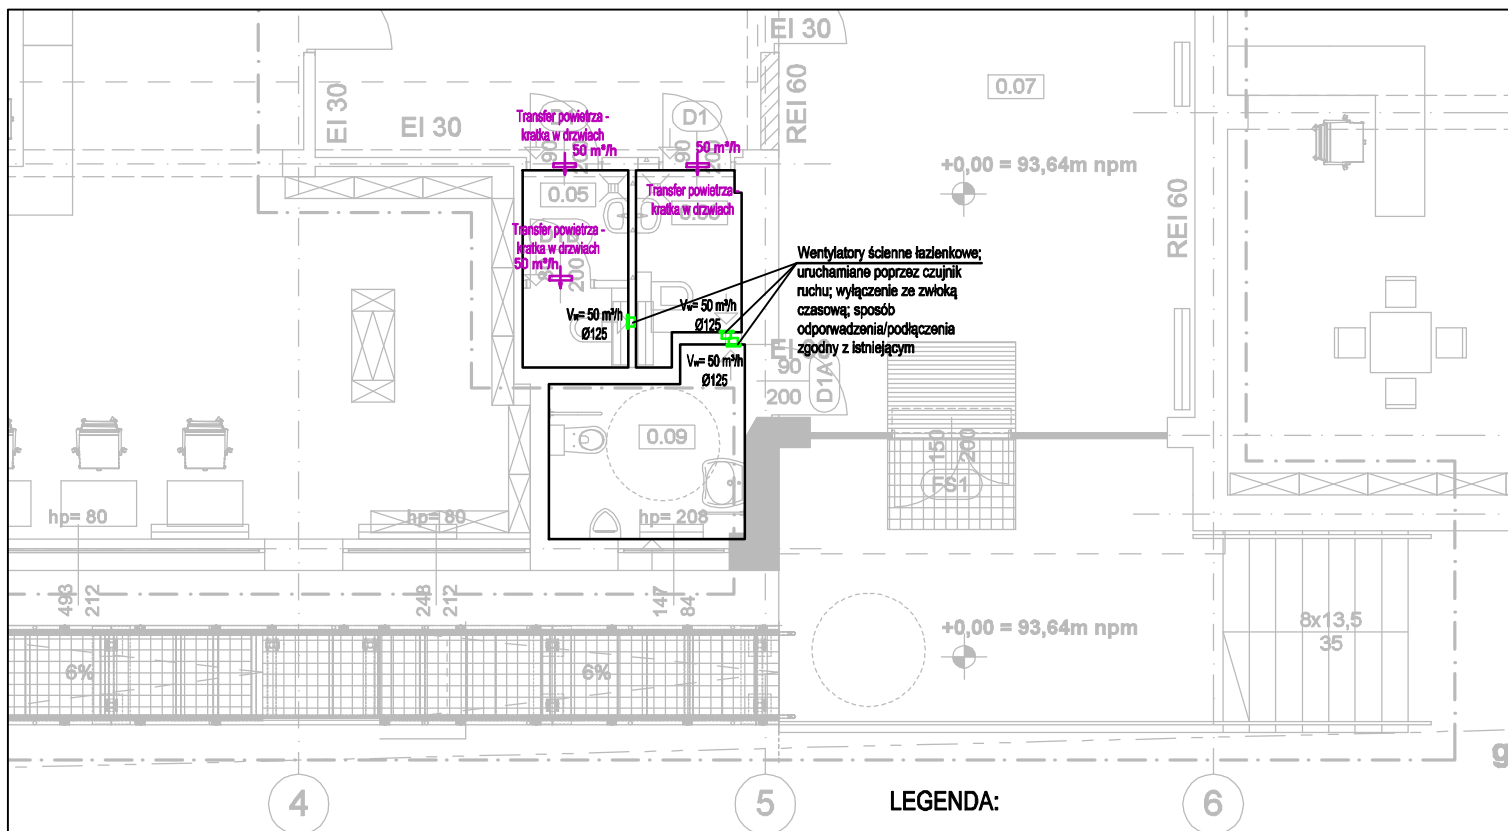 EI 30
EI 30
EI 30
REI 60
0.07
Transfer powietrza -
kratka w drzwiach
50 m³/h
D1
90
90
50 m³/h
+0,00 = 93,64m npm
REI 60
0.05
Transfer powietrza -
kratka w drzwiach
Transfer powietrza -
kratka w drzwiach
50 m³/h
200
Wentylatory ścienne łazienkowe;
uruchamiane poprzez czujnik
ruchu; wyłączenie ze zwłoką
czasową; sposób
odporwadzenia/podłączenia
zgodny z istniejącym
Vw= 50 m³/h
Ø125
Vw= 50 m³/h
Ø125
Vw= 50 m³/h
Ø125
90
200
D1A
0.09
150
200
FS1
hp= 80
hp= 80
hp= 208
493
212
248
212
147
84
+0,00 = 93,64m npm
8x13,5
35
6%
6%
4
5
6
LEGENDA: